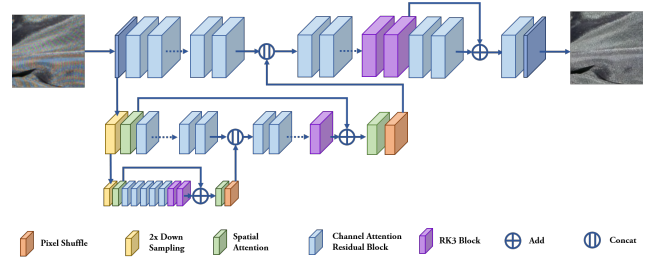 Pixel Shuffle
2x Down
Sampling
Spatial
Attention
Channel Attention
Residual Block
RK3 Block
Add
Concat